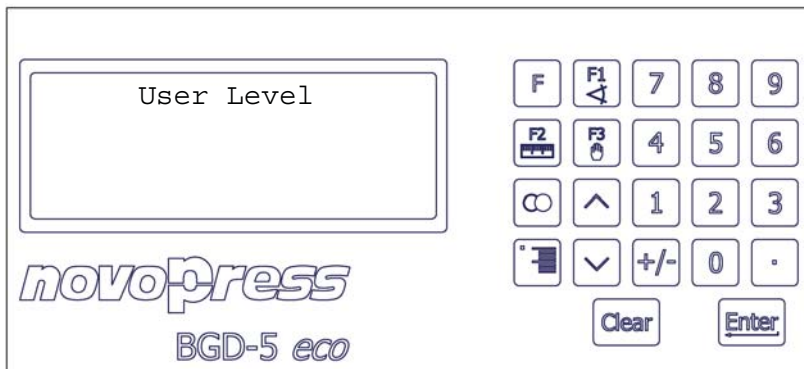 User Level
F F1 7 8 9
F2 F3 4 5 6
1 2 3
+/- 0 .
Clear Enter
novopress
BGD-5 eco